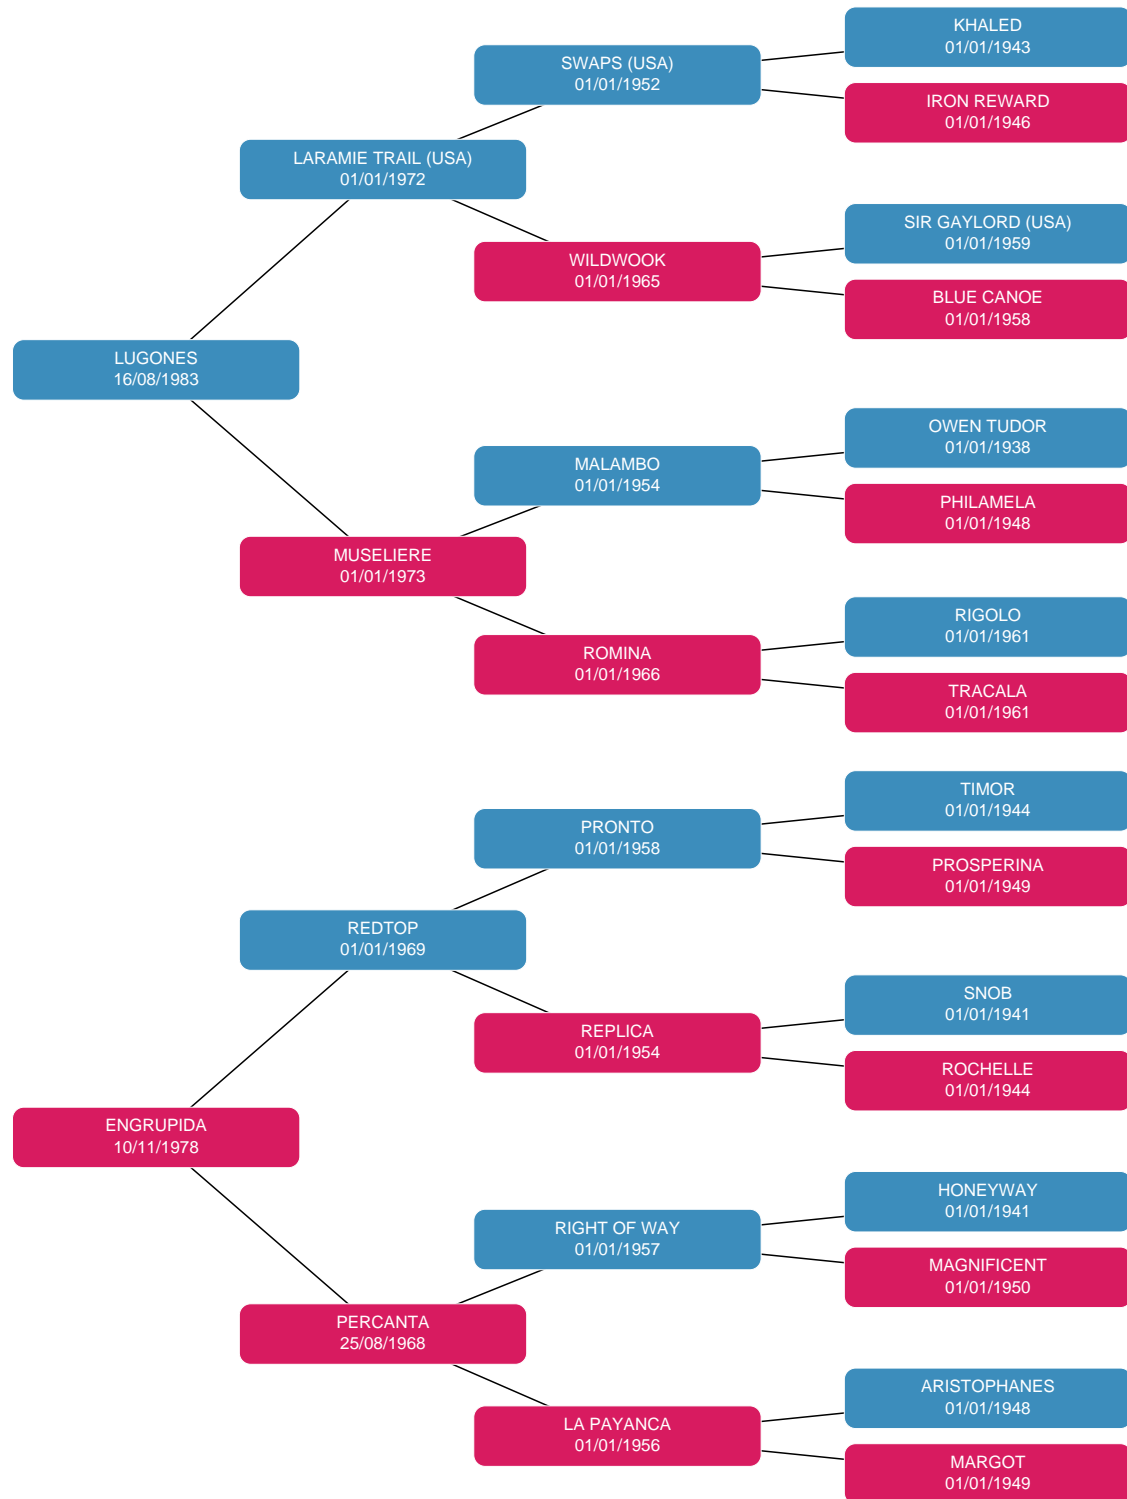 KHALED
01/01/1943
SWAPS (USA)
01/01/1952
IRON REWARD
01/01/1946
LARAMIE TRAIL (USA)
01/01/1972
SIR GAYLORD (USA)
01/01/1959
WILDWOOK
01/01/1965
BLUE CANOE
01/01/1958
LUGONES
16/08/1983
OWEN TUDOR
01/01/1938
MALAMBO
01/01/1954
PHILAMELA
01/01/1948
MUSELIERE
01/01/1973
RIGOLO
01/01/1961
ROMINA
01/01/1966
TRACALA
01/01/1961
TIMOR
01/01/1944
PRONTO
01/01/1958
PROSPERINA
01/01/1949
REDTOP
01/01/1969
SNOB
01/01/1941
REPLICA
01/01/1954
ROCHELLE
01/01/1944
ENGRUPIDA
10/11/1978
HONEYWAY
01/01/1941
RIGHT OF WAY
01/01/1957
MAGNIFICENT
01/01/1950
PERCANTA
25/08/1968
ARISTOPHANES
01/01/1948
LA PAYANCA
01/01/1956
MARGOT
01/01/1949